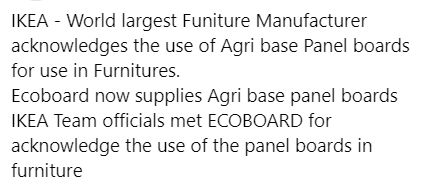 IKEA - World largest Funiture Manufacturer
acknowledges the use of Agri base Panel boards
for use in Furnitures.
Ecoboard now supplies Agri base panel boards
IKEA Team officials met ECOBOARD for
acknowledge the use of the panel boards in
furniture